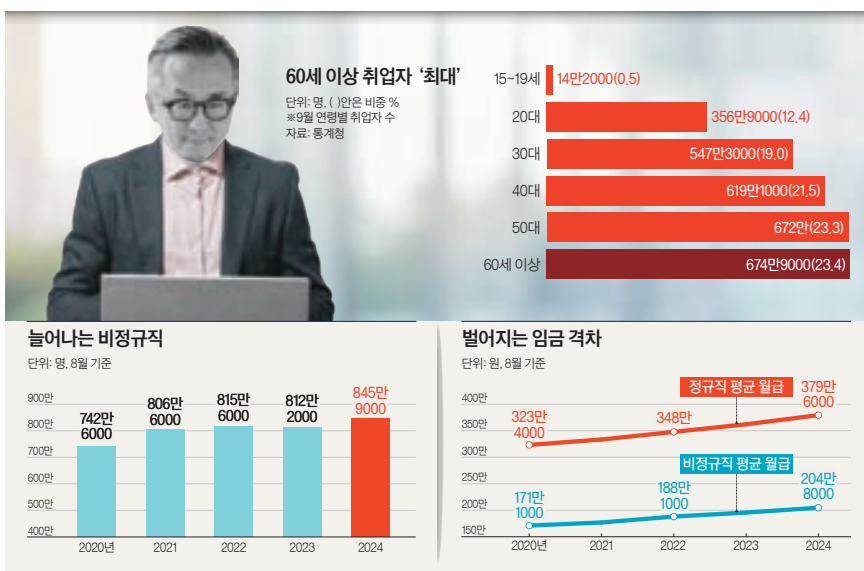 60세 이상 취업자 ‘최대’
단위: 명, ( )안은 비중 %
※9월 연령별 취업자 수
자료: 통계청
15~19세 14만2000(0.5)
20대 356만9000(12.4)
30대 547만3000(19.0)
40대 619만1000(21.5)
50대 672만(23.3)
60세 이상 674만9000(23.4)
늘어나는 비정규직
단위: 명, 8월 기준
900만
800만
700만
600만
500만
400만
742만
6000
806만
6000
815만
6000
812만
2000
845만
9000
2020년 2021 2022 2023 2024
벌어지는 임금 격차
단위: 원, 8월 기준
400만
350만
300만
250만
200만
150만
정규직 평균 월급
323만
4000
348만
379만
6000
비정규직 평균 월급
171만
1000
188만
1000
204만
8000
2020년 2021 2022 2023 2024